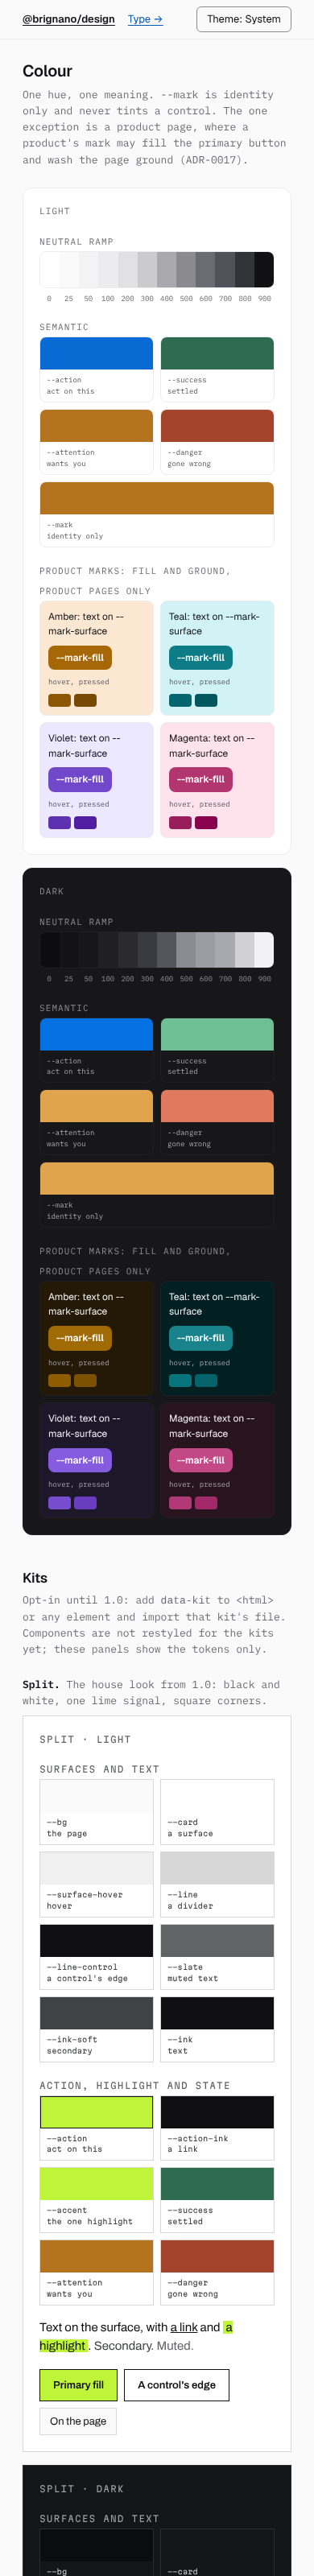 @brignano/design Type → Theme: System
Colour
One hue, one meaning. --mark is identity
only and never tints a control. The one
exception is a product page, where a
product's mark may fill the primary button
and wash the page ground (ADR-0017).
LIGHT
NEUTRAL RAMP
0 25 50 100 200 300 400 500 600 700 800 900
SEMANTIC
--action
act on this
--success
settled
--attention
wants you
--danger
gone wrong
--mark
identity only
PRODUCT MARKS: FILL AND GROUND,
PRODUCT PAGES ONLY
Amber: text on --
mark-surface
--mark-fill
hover, pressed
Teal: text on --mark-
surface
--mark-fill
hover, pressed
Violet: text on --
mark-surface
--mark-fill
hover, pressed
Magenta: text on --
mark-surface
--mark-fill
hover, pressed
DARK
NEUTRAL RAMP
0 25 50 100 200 300 400 500 600 700 800 900
SEMANTIC
--action
act on this
--success
settled
--attention
wants you
--danger
gone wrong
--mark
identity only
PRODUCT MARKS: FILL AND GROUND,
PRODUCT PAGES ONLY
Amber: text on --
mark-surface
--mark-fill
hover, pressed
Teal: text on --mark-
surface
--mark-fill
hover, pressed
Violet: text on --
mark-surface
--mark-fill
hover, pressed
Magenta: text on --
mark-surface
--mark-fill
hover, pressed
Kits
Opt-in until 1.0: add data-kit to <html>
or any element and import that kit's file.
Components are not restyled for the kits
yet; these panels show the tokens only.
Split. The house look from 1.0: black and
white, one lime signal, square corners.
SPLIT · LIGHT
SURFACES AND TEXT
--bg
the page
--card
a surface
--surface-hover
hover
--line
a divider
--line-control
a control's edge
--slate
muted text
--ink-soft
secondary
--ink
text
ACTION, HIGHLIGHT AND STATE
--action
act on this
--action-ink
a link
--accent
the one highlight
--success
settled
--attention
wants you
--danger
gone wrong
Text on the surface, with a link and a
highlight. Secondary. Muted.
Primary fill
A control's edge
On the page
SPLIT · DARK
SURFACES AND TEXT
--bg
--card